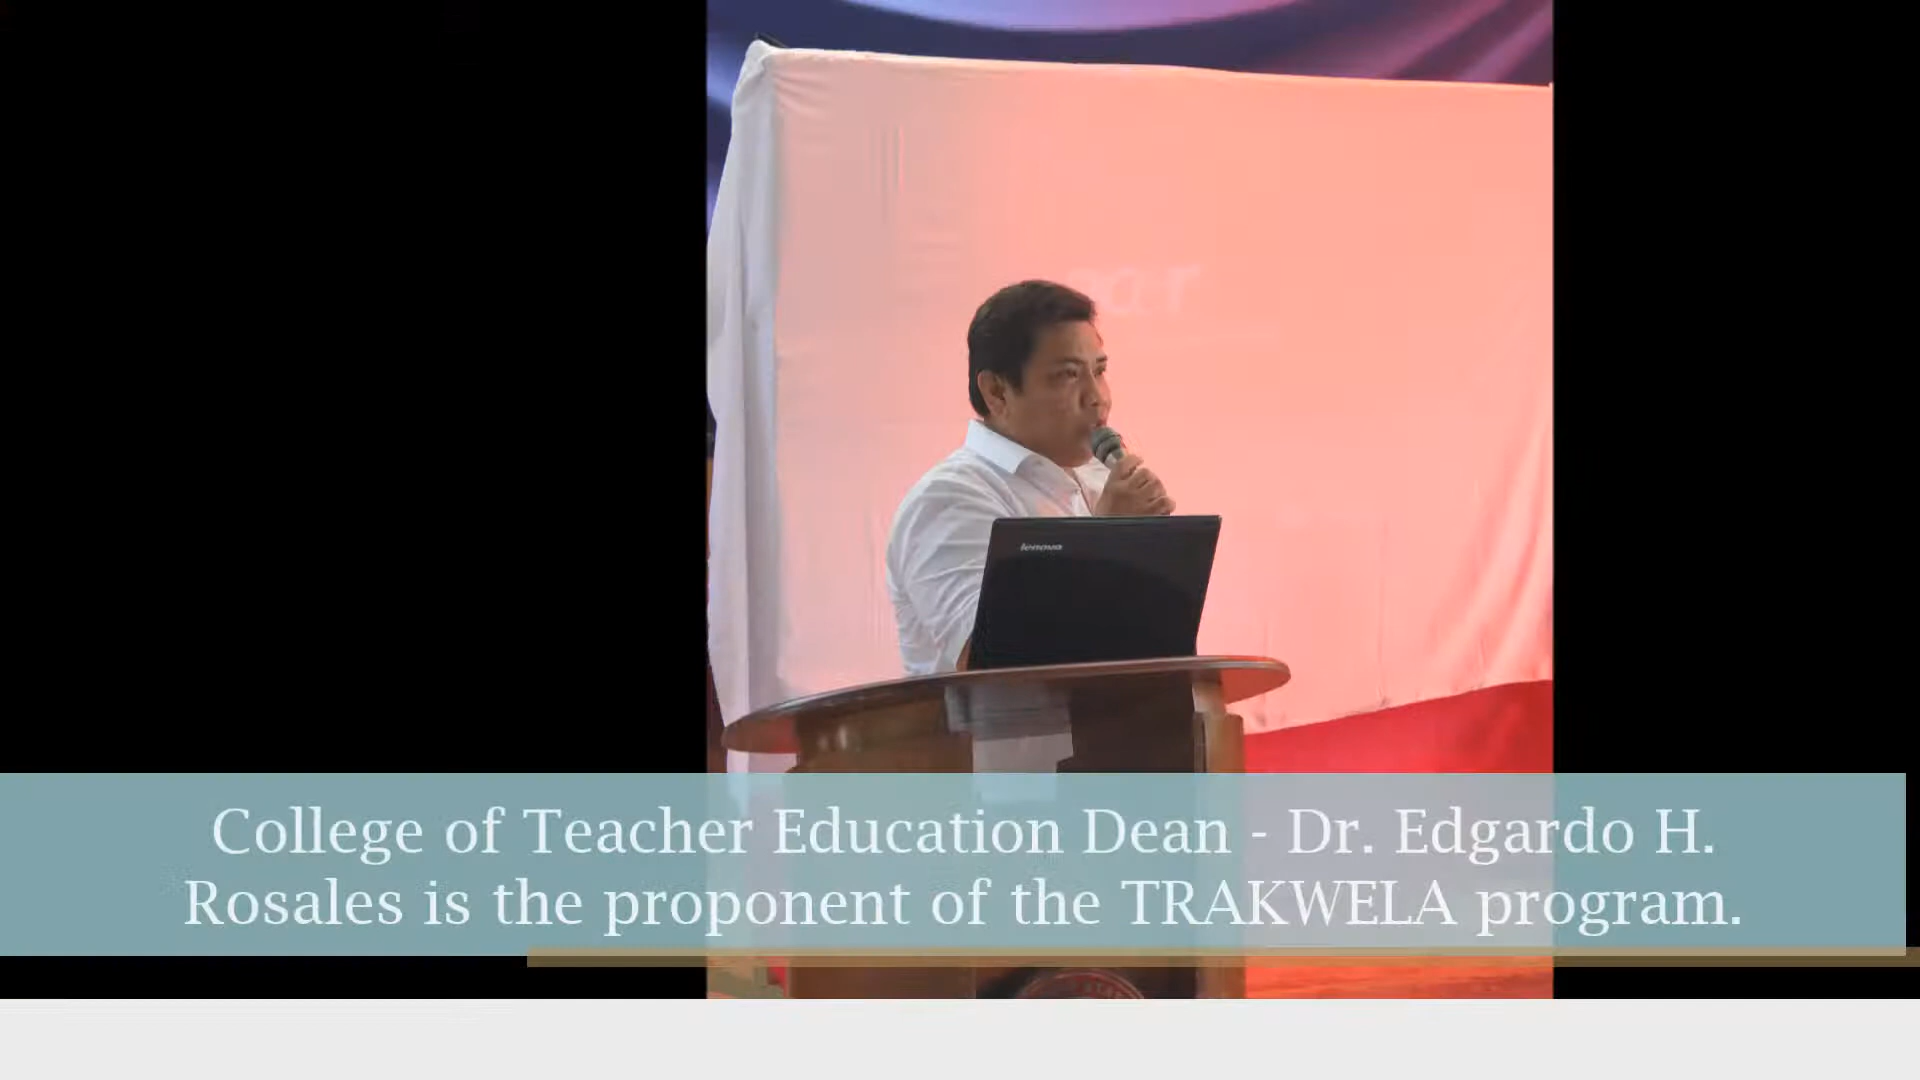 lenovo
College of Teacher Education Dean - Dr. Edgardo H.
Rosales is the proponent of the TRAKWELA program.